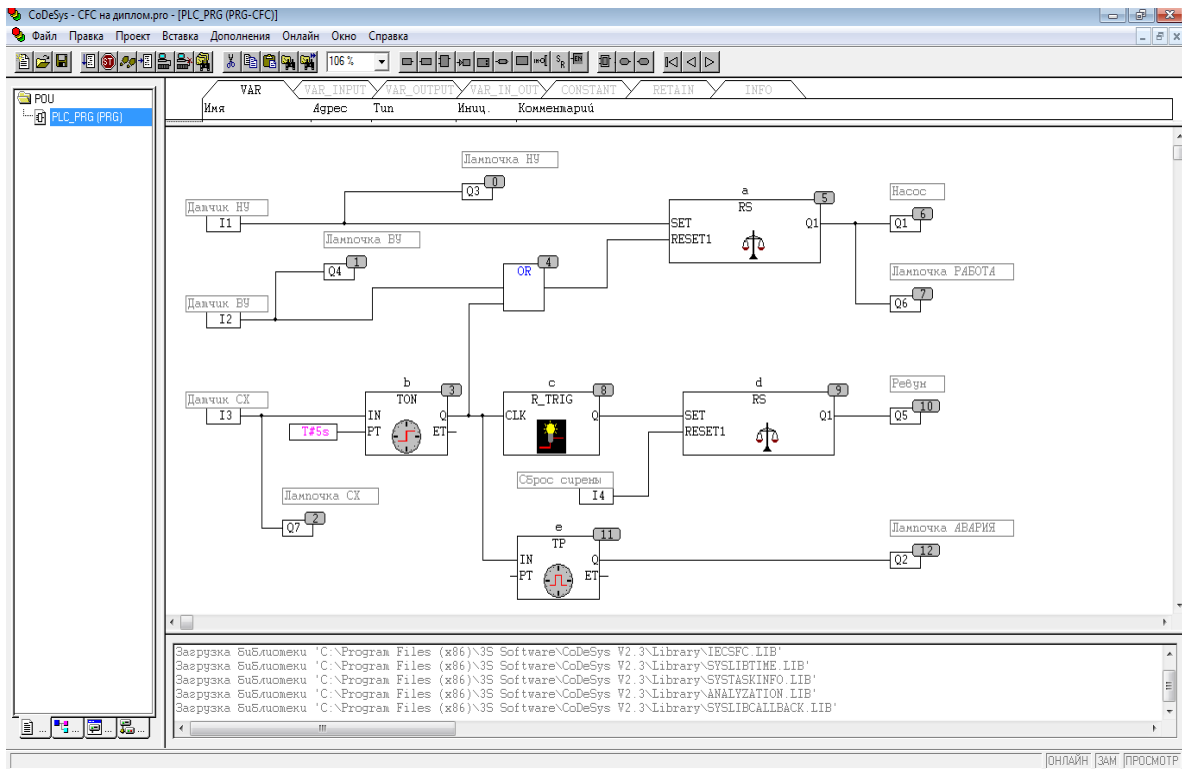 CoDeSys - CFC на диплом.pro - [PLC_PRG (PRG-CFC)]
Файл Правка Проект Вставка Дополнения Онлайн Окно Справка
106 %
POU
PLC_PRG (PRG)
VAR VAR_INPUT VAR_OUTPUT VAR_IN_OUT CONSTANT RETAIN INFO
Имя Адрес Тип Иниц. Комментарий
Лампочка НУ
Q3 0
Датчик НУ
I1
a
RS 5
SET Q1
RESET1
Насос
Q1 6
Лампочка ВУ
Q4 1
OR 4
Лампочка РАБОТА
Q6 7
Датчик ВУ
I2
Датчик СХ
I3
b
TON 3
IN Q
PT ET
T#5s
c
R_TRIG 8
CLK Q
d
RS 9
SET Q1
RESET1
Ревун
Q5 10
Сброс сирены
I4
Лампочка СХ
Q7 2
e
TP 11
IN Q
PT ET
Лампочка АВАРИЯ
Q2 12
Загрузка библиотеки 'C:\Program Files (x86)\3S Software\CoDeSys V2.3\Library\IECSFC.LIB'
Загрузка библиотеки 'C:\Program Files (x86)\3S Software\CoDeSys V2.3\Library\SYSLIBTIME.LIB'
Загрузка библиотеки 'C:\Program Files (x86)\3S Software\CoDeSys V2.3\Library\SYSTASKINFO.LIB'
Загрузка библиотеки 'C:\Program Files (x86)\3S Software\CoDeSys V2.3\Library\ANALYZATION.LIB'
Загрузка библиотеки 'C:\Program Files (x86)\3S Software\CoDeSys V2.3\Library\SYSLIBCALLBACK.LIB'
ОНЛАЙН ЗАМ ПРОСМОТР